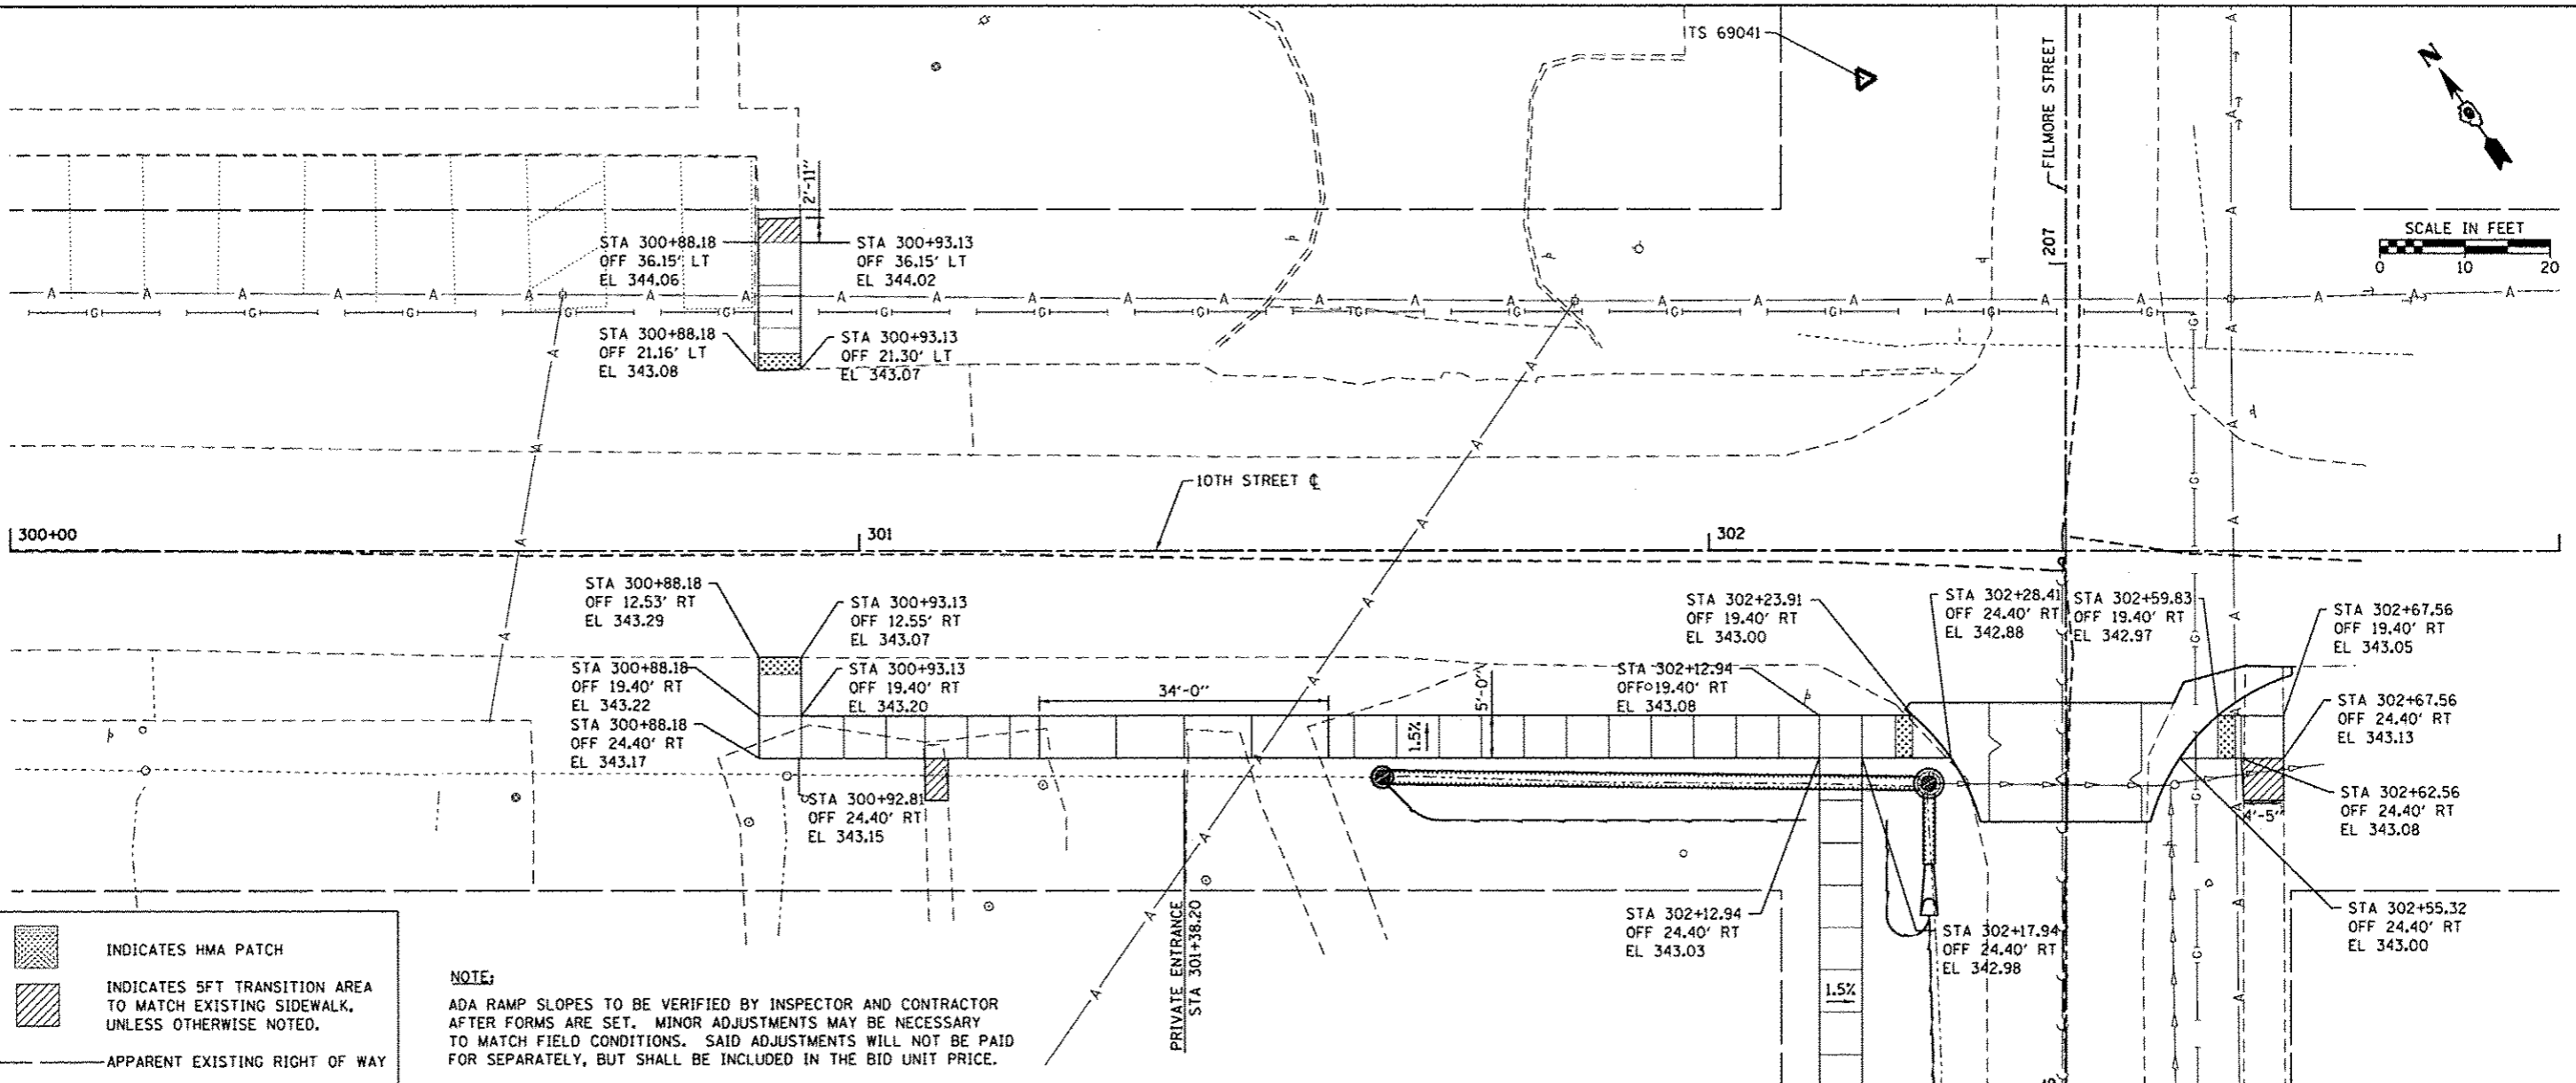 TS 69041
FILMORE STREET
N
207
SCALE IN FEET
0 10 20
2'-11"
STA 300+88.18
OFF 36.15' LT
EL 344.06
STA 300+93.13
OFF 36.15' LT
EL 344.02
STA 300+88.18
OFF 21.16' LT
EL 343.08
STA 300+93.13
OFF 21.30' LT
EL 343.07
10TH STREET ℄
300+00
301
302
STA 300+88.18
OFF 12.53' RT
EL 343.29
STA 300+93.13
OFF 12.55' RT
EL 343.07
STA 300+88.18
OFF 19.40' RT
EL 343.22
STA 300+93.13
OFF 19.40' RT
EL 343.20
STA 300+88.18
OFF 24.40' RT
EL 343.17
STA 300+92.81
OFF 24.40' RT
EL 343.15
34'-0"
5'-0"
1.5%
STA 302+12.94
OFF 19.40' RT
EL 343.08
STA 302+23.91
OFF 19.40' RT
EL 343.00
STA 302+28.41
OFF 24.40' RT
EL 342.88
STA 302+59.83
OFF 19.40' RT
EL 342.97
STA 302+67.56
OFF 19.40' RT
EL 343.05
STA 302+67.56
OFF 24.40' RT
EL 343.13
STA 302+62.56
OFF 24.40' RT
EL 343.08
4'-5"
STA 302+55.32
OFF 24.40' RT
EL 343.00
STA 302+12.94
OFF 24.40' RT
EL 343.03
STA 302+17.94
OFF 24.40' RT
EL 342.98
1.5%
PRIVATE ENTRANCE
STA 301+38.20
INDICATES HMA PATCH
INDICATES 5FT TRANSITION AREA
TO MATCH EXISTING SIDEWALK,
UNLESS OTHERWISE NOTED.
APPARENT EXISTING RIGHT OF WAY
NOTE:
ADA RAMP SLOPES TO BE VERIFIED BY INSPECTOR AND CONTRACTOR
AFTER FORMS ARE SET. MINOR ADJUSTMENTS MAY BE NECESSARY
TO MATCH FIELD CONDITIONS. SAID ADJUSTMENTS WILL NOT BE PAID
FOR SEPARATELY, BUT SHALL BE INCLUDED IN THE BID UNIT PRICE.